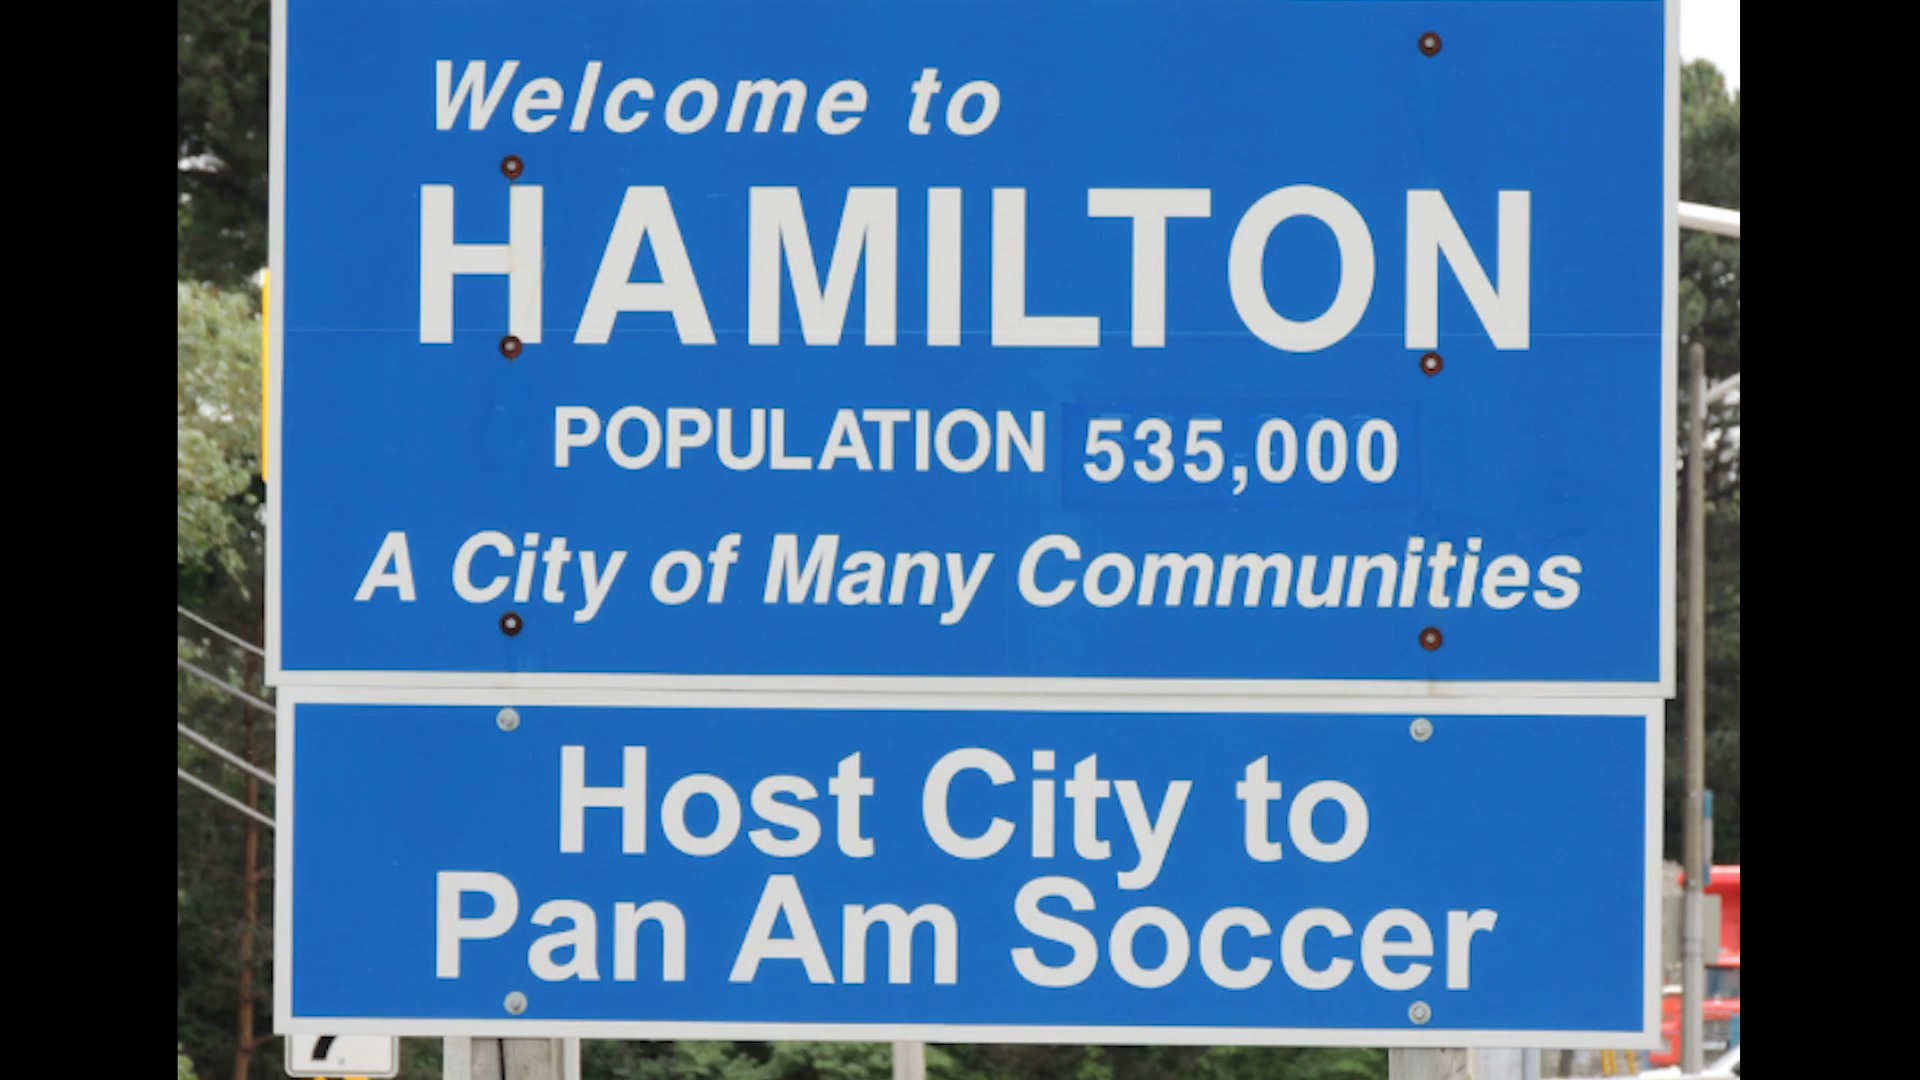 Welcome to
HAMILTON
POPULATION 535,000
A City of Many Communities
Host City to
Pan Am Soccer